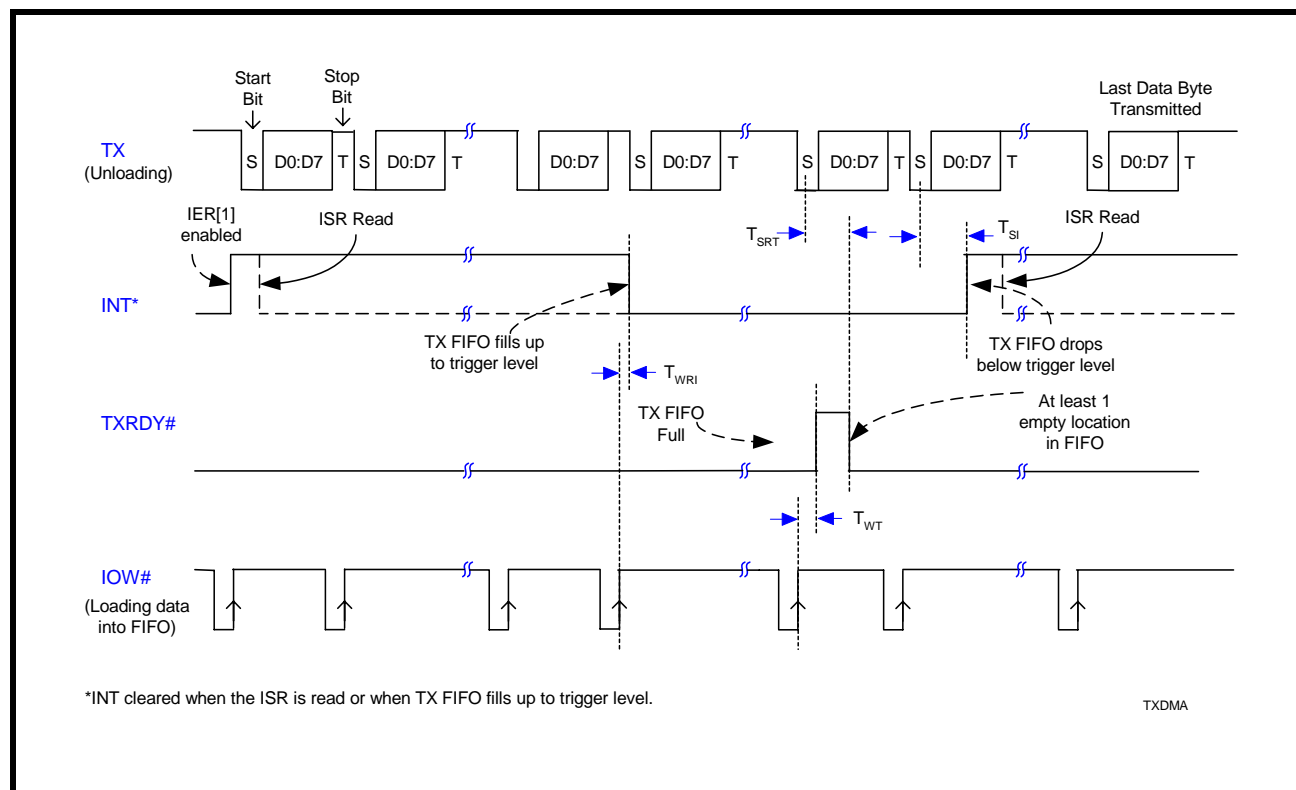 Start
Bit
Stop
Bit
Last Data Byte
Transmitted
TX
(Unloading)
S D0:D7 T S D0:D7 T D0:D7 S D0:D7 T S D0:D7 T S D0:D7 T S D0:D7 T
IER[1]
enabled
ISR Read
TSRT
TSI
ISR Read
INT*
TX FIFO fills up
to trigger level
TX FIFO drops
below trigger level
TWRI
TXRDY#
TX FIFO
Full
At least 1
empty location
in FIFO
TWT
IOW#
(Loading data
into FIFO)
*INT cleared when the ISR is read or when TX FIFO fills up to trigger level.
TXDMA